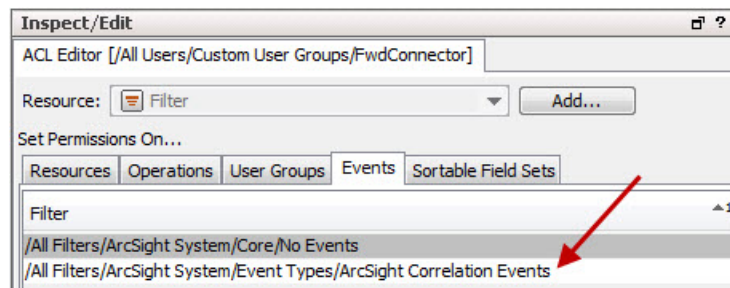 Inspect/Edit ?
ACL Editor [/All Users/Custom User Groups/FwdConnector]
Resource: Filter Add...
Set Permissions On...
Resources Operations User Groups Events Sortable Field Sets
Filter 1
/All Filters/ArcSight System/Core/No Events
/All Filters/ArcSight System/Event Types/ArcSight Correlation Events